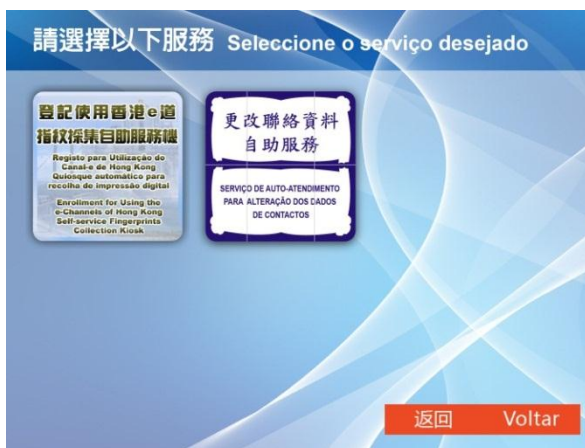 請選擇以下服務 Seleccione o serviço desejado
登記使用香港e道
指紋採集自助服務機
Registo para Utilização do
Canal-e de Hong Kong
Quiosque automático para
recolha de impressão digital
Enrollment for Using the
e-Channels of Hong Kong
Self-service Fingerprints
Collection Kiosk
更改聯絡資料
自助服務
SERVIÇO DE AUTO-ATENDIMENTO
PARA ALTERAÇÃO DOS DADOS
DE CONTACTOS
返回 Voltar